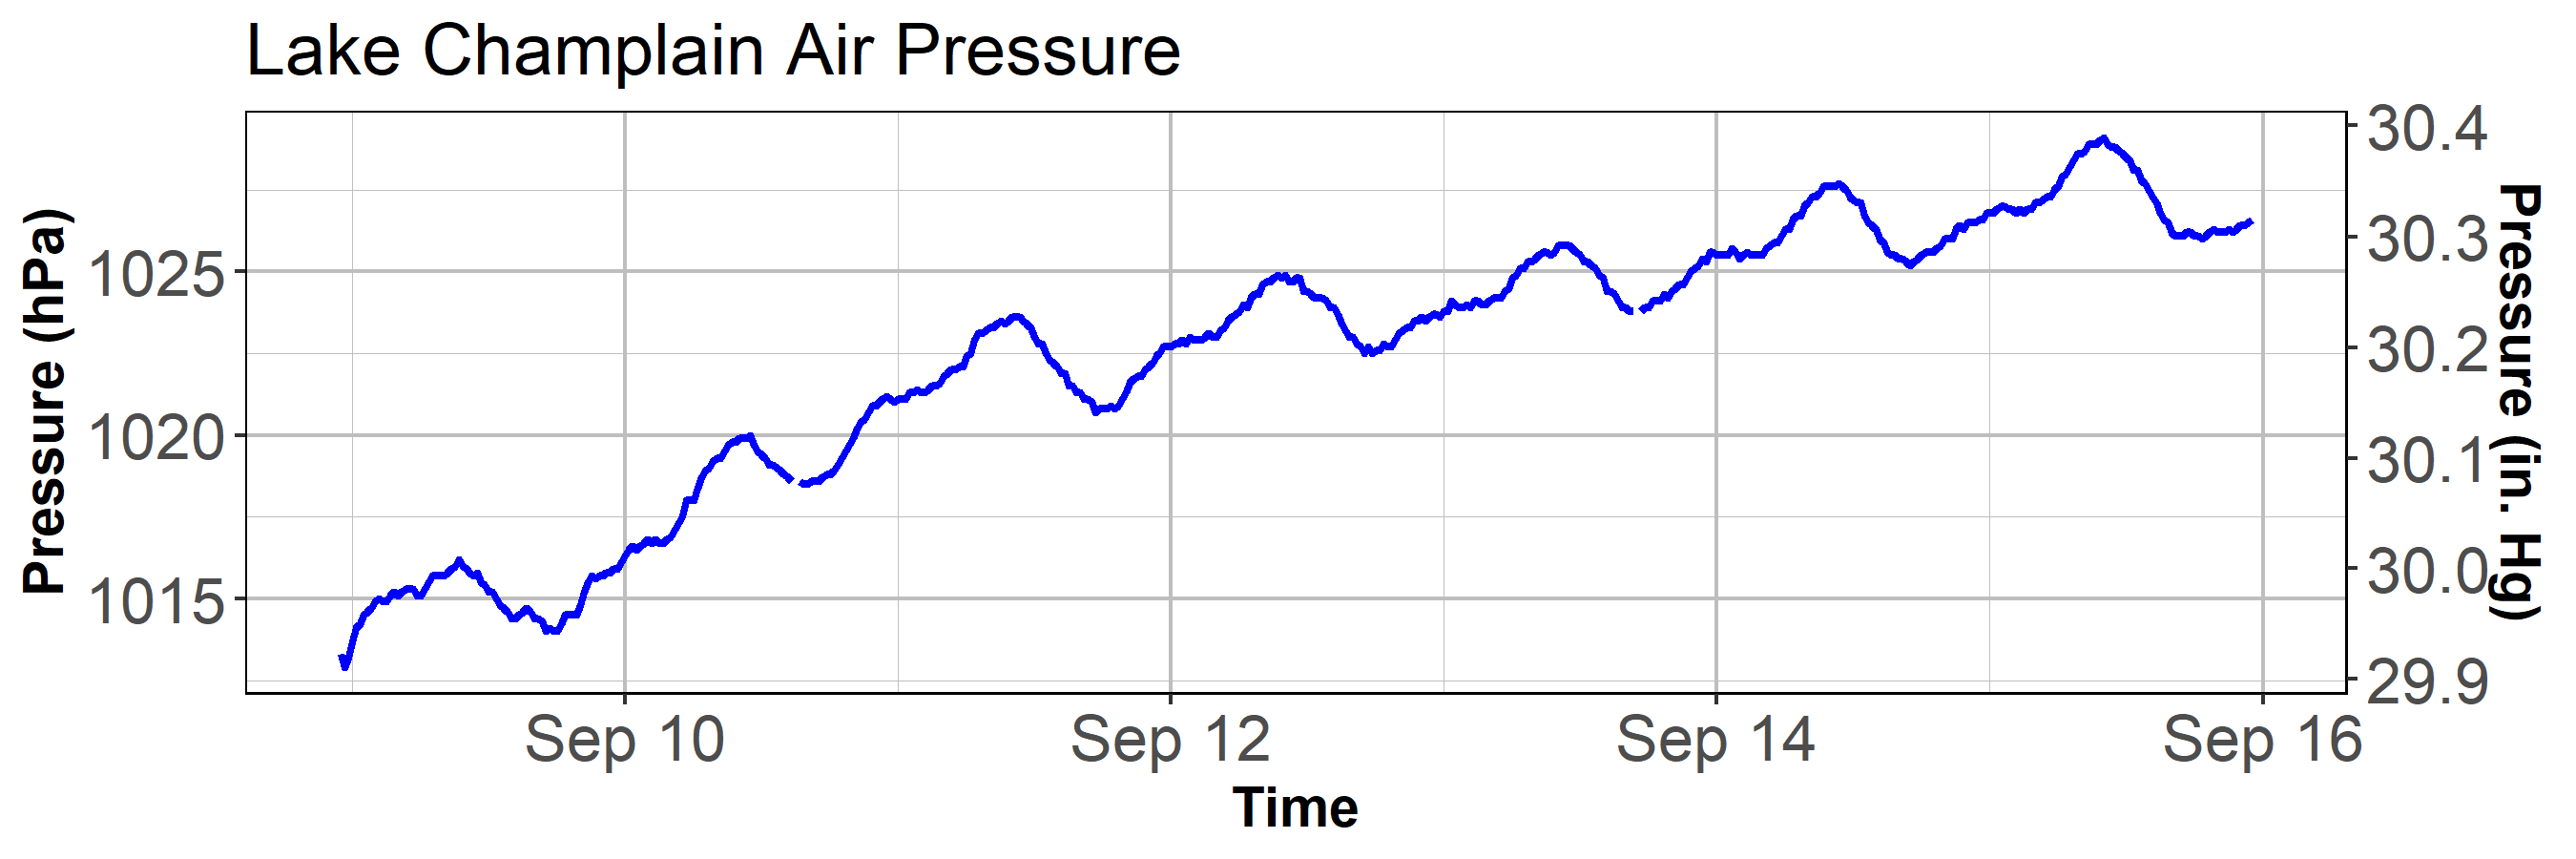 Lake Champlain Air Pressure
Pressure (hPa)
1025
1020
1015
30.4
30.3
30.2
30.1
30.0
29.9
Pressure (in. Hg)
Sep 10 Sep 12 Sep 14 Sep 16
Time